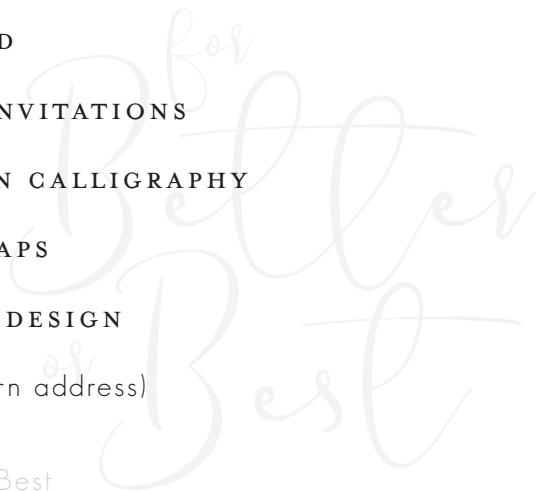 for
D
NVITATIONS
Better
N CALLIGRAPHY
APS
DESIGN
or
Best
rn address)
Best